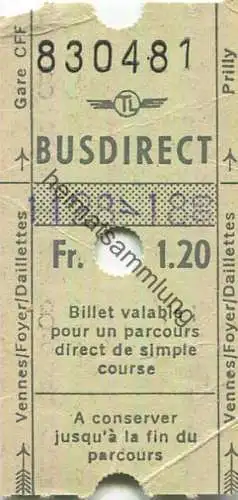 830481
TL
BUSDIRECT
Fr. 1.20
Billet valable
pour un parcours
direct de simple
course
A conserver
jusqu'à la fin du
parcours
Gare CFF
Vennes/Foyer/Daillettes
Prilly
Vennes/Foyer/Daillettes
heimatsammlung